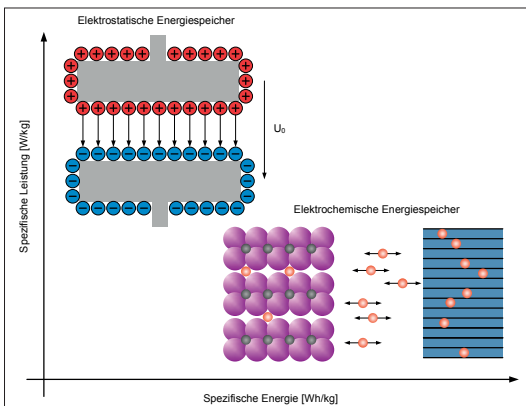 Elektrostatische Energiespeicher
U₀
Spezifische Leistung [W/kg]
Elektrochemische Energiespeicher
Spezifische Energie [Wh/kg]